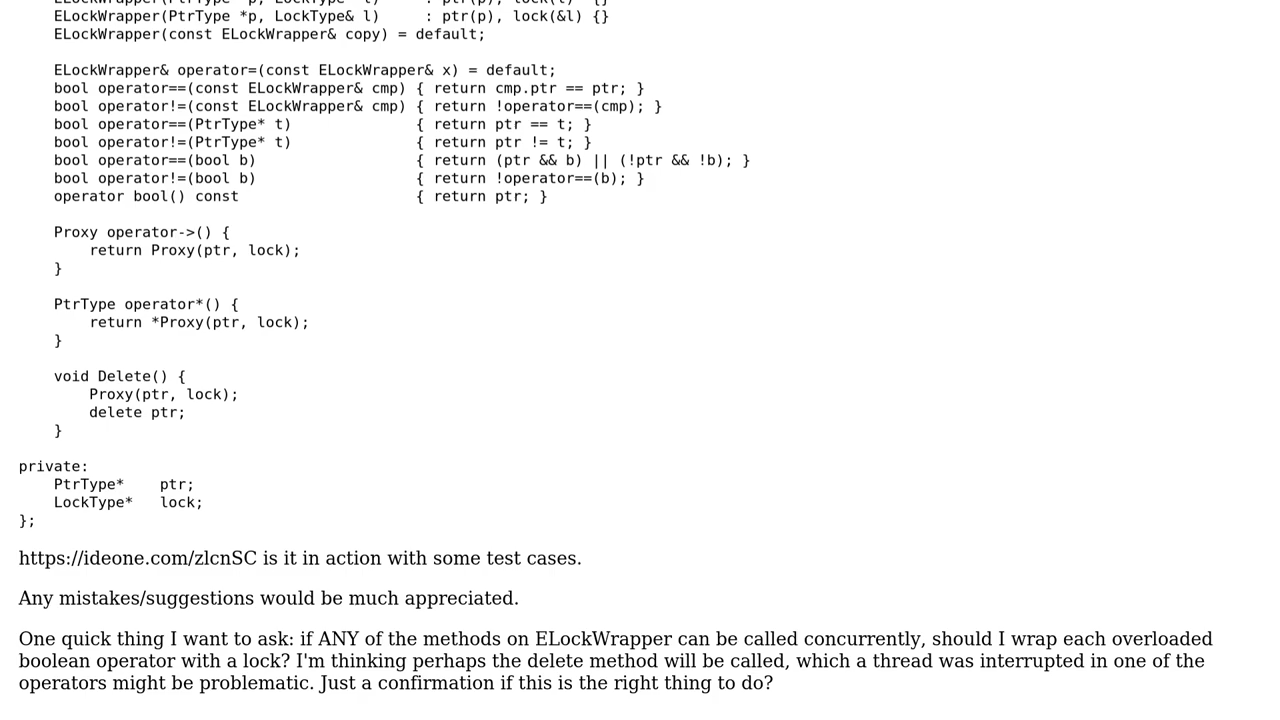 ELockWrapper(PtrType *p, LockType& l)     : ptr(p), lock(&l) {}
    ELockWrapper(const ELockWrapper& copy) = default;

    ELockWrapper& operator=(const ELockWrapper& x) = default;
    bool operator==(const ELockWrapper& cmp) { return cmp.ptr == ptr; }
    bool operator!=(const ELockWrapper& cmp) { return !operator==(cmp); }
    bool operator==(PtrType* t)              { return ptr == t; }
    bool operator!=(PtrType* t)              { return ptr != t; }
    bool operator==(bool b)                  { return (ptr && b) || (!ptr && !b); }
    bool operator!=(bool b)                  { return !operator==(b); }
    operator bool() const                    { return ptr; }

    Proxy operator->() {
        return Proxy(ptr, lock);
    }

    PtrType operator*() {
        return *Proxy(ptr, lock);
    }

    void Delete() {
        Proxy(ptr, lock);
        delete ptr;
    }

private:
    PtrType*    ptr;
    LockType*   lock;
};
https://ideone.com/zlcnSC is it in action with some test cases.
Any mistakes/suggestions would be much appreciated.
One quick thing I want to ask: if ANY of the methods on ELockWrapper can be called concurrently, should I wrap each overloaded
boolean operator with a lock? I'm thinking perhaps the delete method will be called, which a thread was interrupted in one of the
operators might be problematic. Just a confirmation if this is the right thing to do?